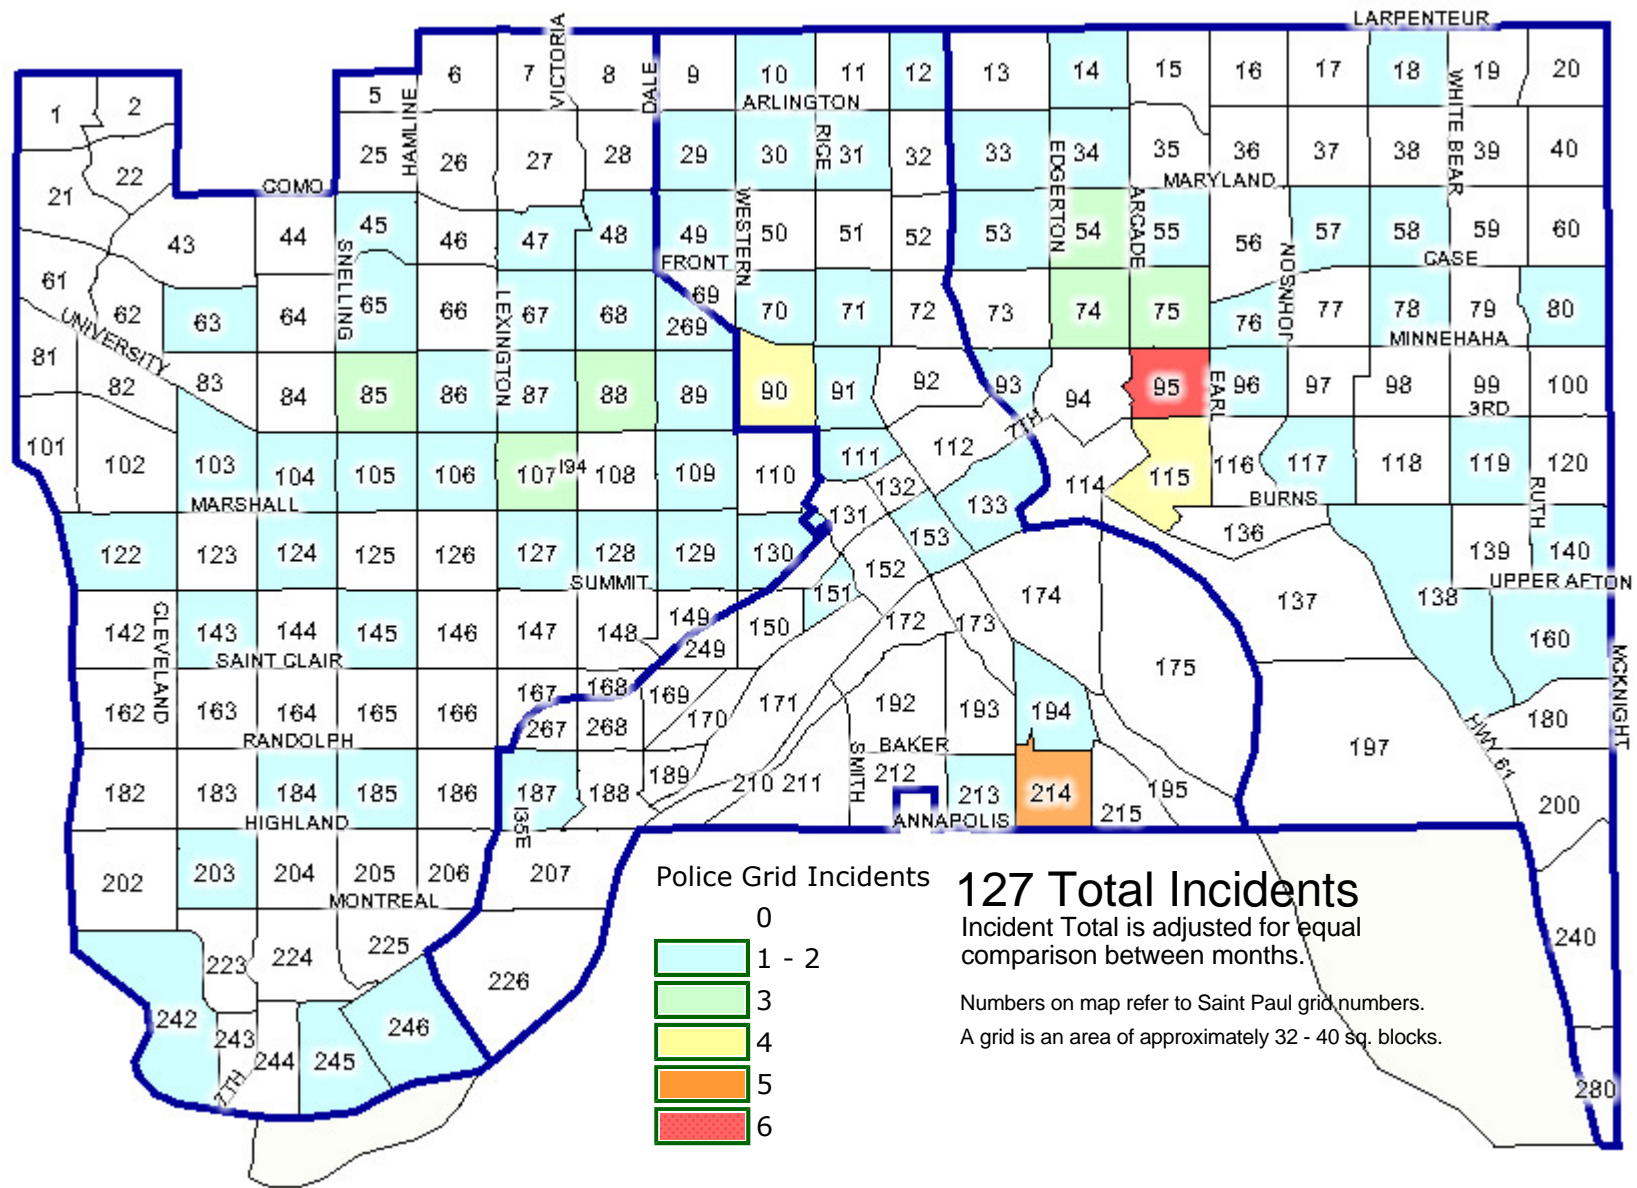 LARPENTEUR
1 2 5 6 7 8 9 10 11 12 13 14 15 16 17 18 19 20
HAMLINE
VICTORIA
DALE
ARLINGTON
RICE
WHITE BEAR
21 22 25 26 27 28 29 30 31 32 33 34 35 36 37 38 39 40
COMO
WESTERN
EDGERTON
ARCADE
MARYLAND
43 44 45 46 47 48 49 50 51 52 53 54 55 56 57 58 59 60
SNELLING
FRONT
JOHNSON
CASE
61 62 63 64 65 66 67 68 69 269 70 71 72 73 74 75 76 77 78 79 80
UNIVERSITY
LEXINGTON
MINNEHAHA
81 82 83 84 85 86 87 88 89 90 91 92 93 94 95 96 97 98 99 100
EARL
3RD
7TH
101 102 103 104 105 106 107 I94 108 109 110 111 112 114 115 116 117 118 119 120
MARSHALL
BURNS
RUTH
122 123 124 125 126 127 128 129 130 131 132 133 136 137 138 139 140
SUMMIT
UPPER AFTON
CLEVELAND
142 143 144 145 146 147 148 149 249 150 151 152 153 160
SAINT CLAIR
MCKNIGHT
162 163 164 165 166 167 267 168 268 169 170 171 172 173 174 175 180
RANDOLPH
SMITH
BAKER
HWY 61
182 183 184 185 186 187 188 189 192 193 194 195 197 200
HIGHLAND
I35E
ANNAPOLIS
202 203 204 205 206 207 210 211 212 213 214 215
MONTREAL
223 224 225 226 240
242 243 244 245 246 280
7TH
Police Grid Incidents
0
1 - 2
3
4
5
6
127 Total Incidents
Incident Total is adjusted for equal
comparison between months.
Numbers on map refer to Saint Paul grid numbers.
A grid is an area of approximately 32 - 40 sq. blocks.